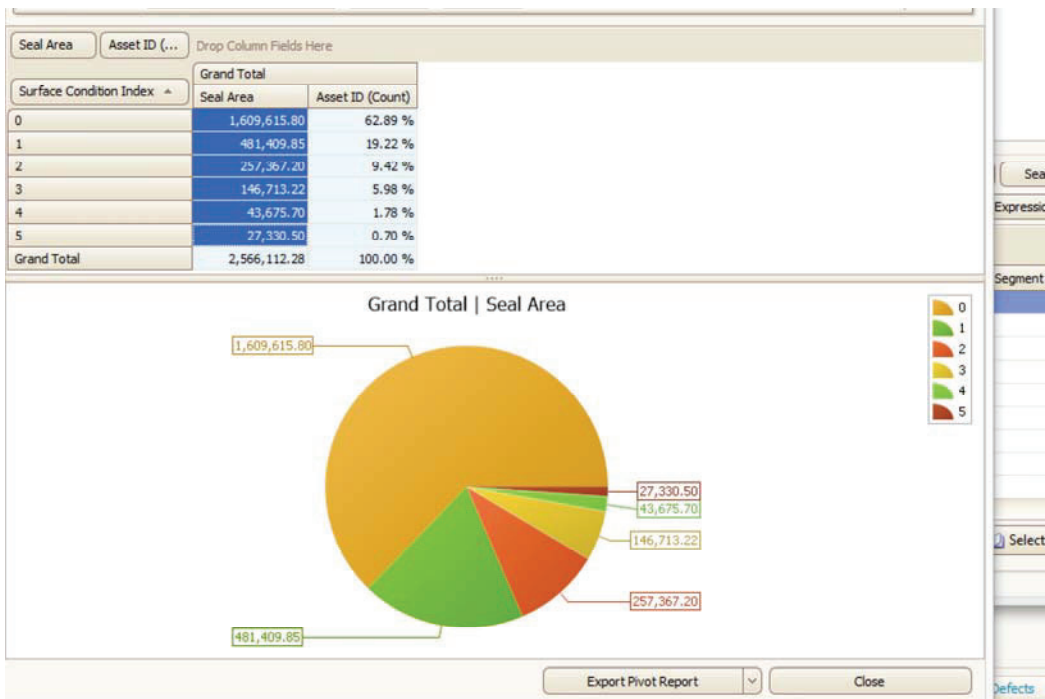 Seal Area Asset ID (... Drop Column Fields Here
Grand Total
Surface Condition Index Seal Area Asset ID (Count)
0 1,609,615.80 62.89 %
1 481,409.85 19.22 %
2 257,367.20 9.42 %
3 146,713.22 5.98 %
4 43,675.70 1.78 %
5 27,330.50 0.70 %
Grand Total 2,566,112.28 100.00 %
Sea
Expressio
Segment
Grand Total | Seal Area
0
1
2
3
4
5
1,609,615.80
27,330.50
43,675.70
146,713.22
257,367.20
481,409.85
Select
Export Pivot Report Close
Defects